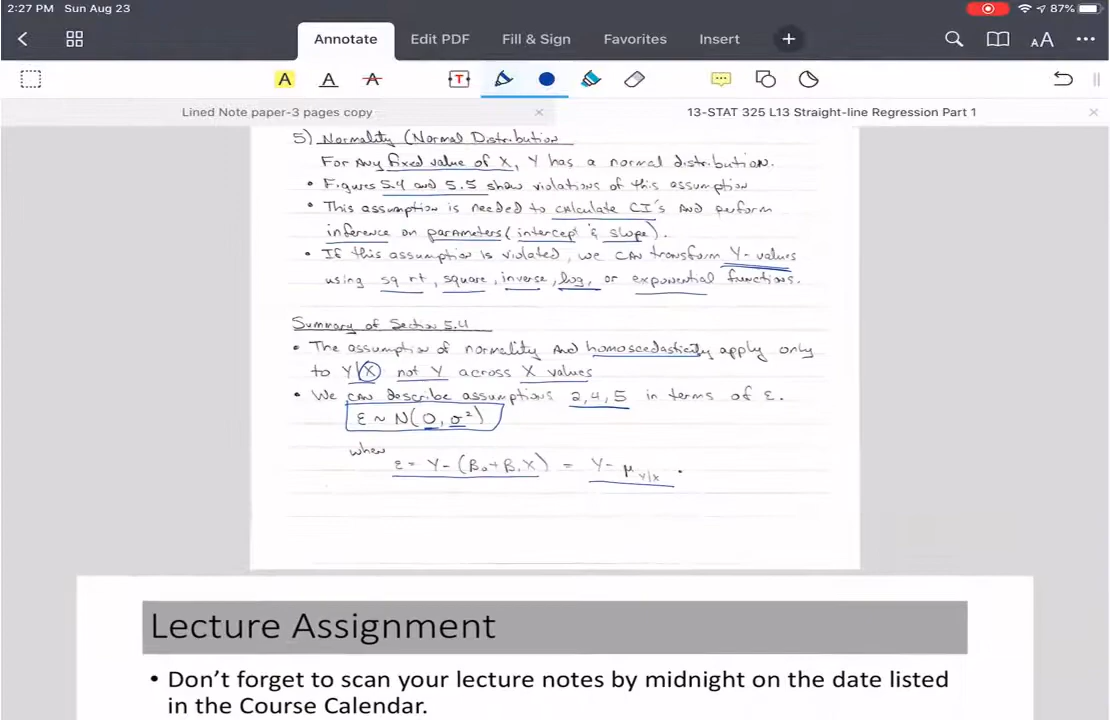 2:27 PM Sun Aug 23
87%
Annotate
Edit PDF
Fill & Sign
Favorites
Insert
+
AA
A A A T
Lined Note paper-3 pages copy
×
13-STAT 325 L13 Straight-line Regression Part 1
×
5) Normality (Normal Distribution
For Any fixed value of X, Y has a normal distribution.
• Figures 5.4 and 5.5 show violations of this assumption
• This assumption is needed to calculate CI's And perform
inference on parameters (intercept & slope).
• If this assumption is violated, we CAN transform Y-values
using sq rt, square, inverse, log, or exponential functions.
Summary of Section 5.4
• The assumption of normality And homoscedasticity apply only
to Y|X not Y across X values
• We CAN describe assumptions 2,4,5 in terms of ε.
ε ~ N(0, σ²)
when
ε = Y - (β₀ + β₁X) = Y - μ Y|X .
Lecture Assignment
• Don't forget to scan your lecture notes by midnight on the date listed
in the Course Calendar.